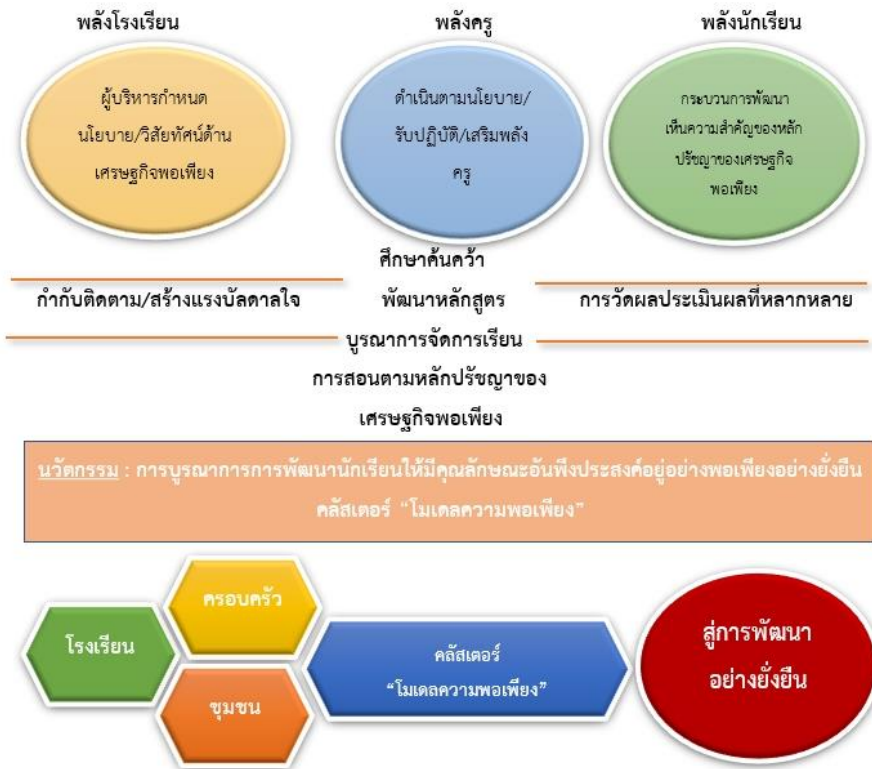 พลังโรงเรียน
พลังครู
พลังนักเรียน
ผู้บริหารกำหนด
นโยบาย/วิสัยทัศน์ด้าน
เศรษฐกิจพอเพียง
ดำเนินตามนโยบาย/
รับปฏิบัติ/เสริมพลัง
ครู
กระบวนการพัฒนา
เห็นความสำคัญของหลัก
ปรัชญาของเศรษฐกิจ
พอเพียง
กำกับติดตาม/สร้างแรงบัลดาลใจ
ศึกษาค้นคว้า
พัฒนาหลักสูตร
บูรณาการจัดการเรียน
การสอนตามหลักปรัชญาของ
เศรษฐกิจพอเพียง
การวัดผลประเมินผลที่หลากหลาย
นวัตกรรม : การบูรณาการการพัฒนานักเรียนให้มีคุณลักษณะอันพึงประสงค์อยู่อย่างพอเพียงอย่างยั่งยืน
คลัสเตอร์ “โมเดลความพอเพียง”
โรงเรียน
ครอบครัว
ชุมชน
คลัสเตอร์
“โมเดลความพอเพียง”
สู่การพัฒนา
อย่างยั่งยืน